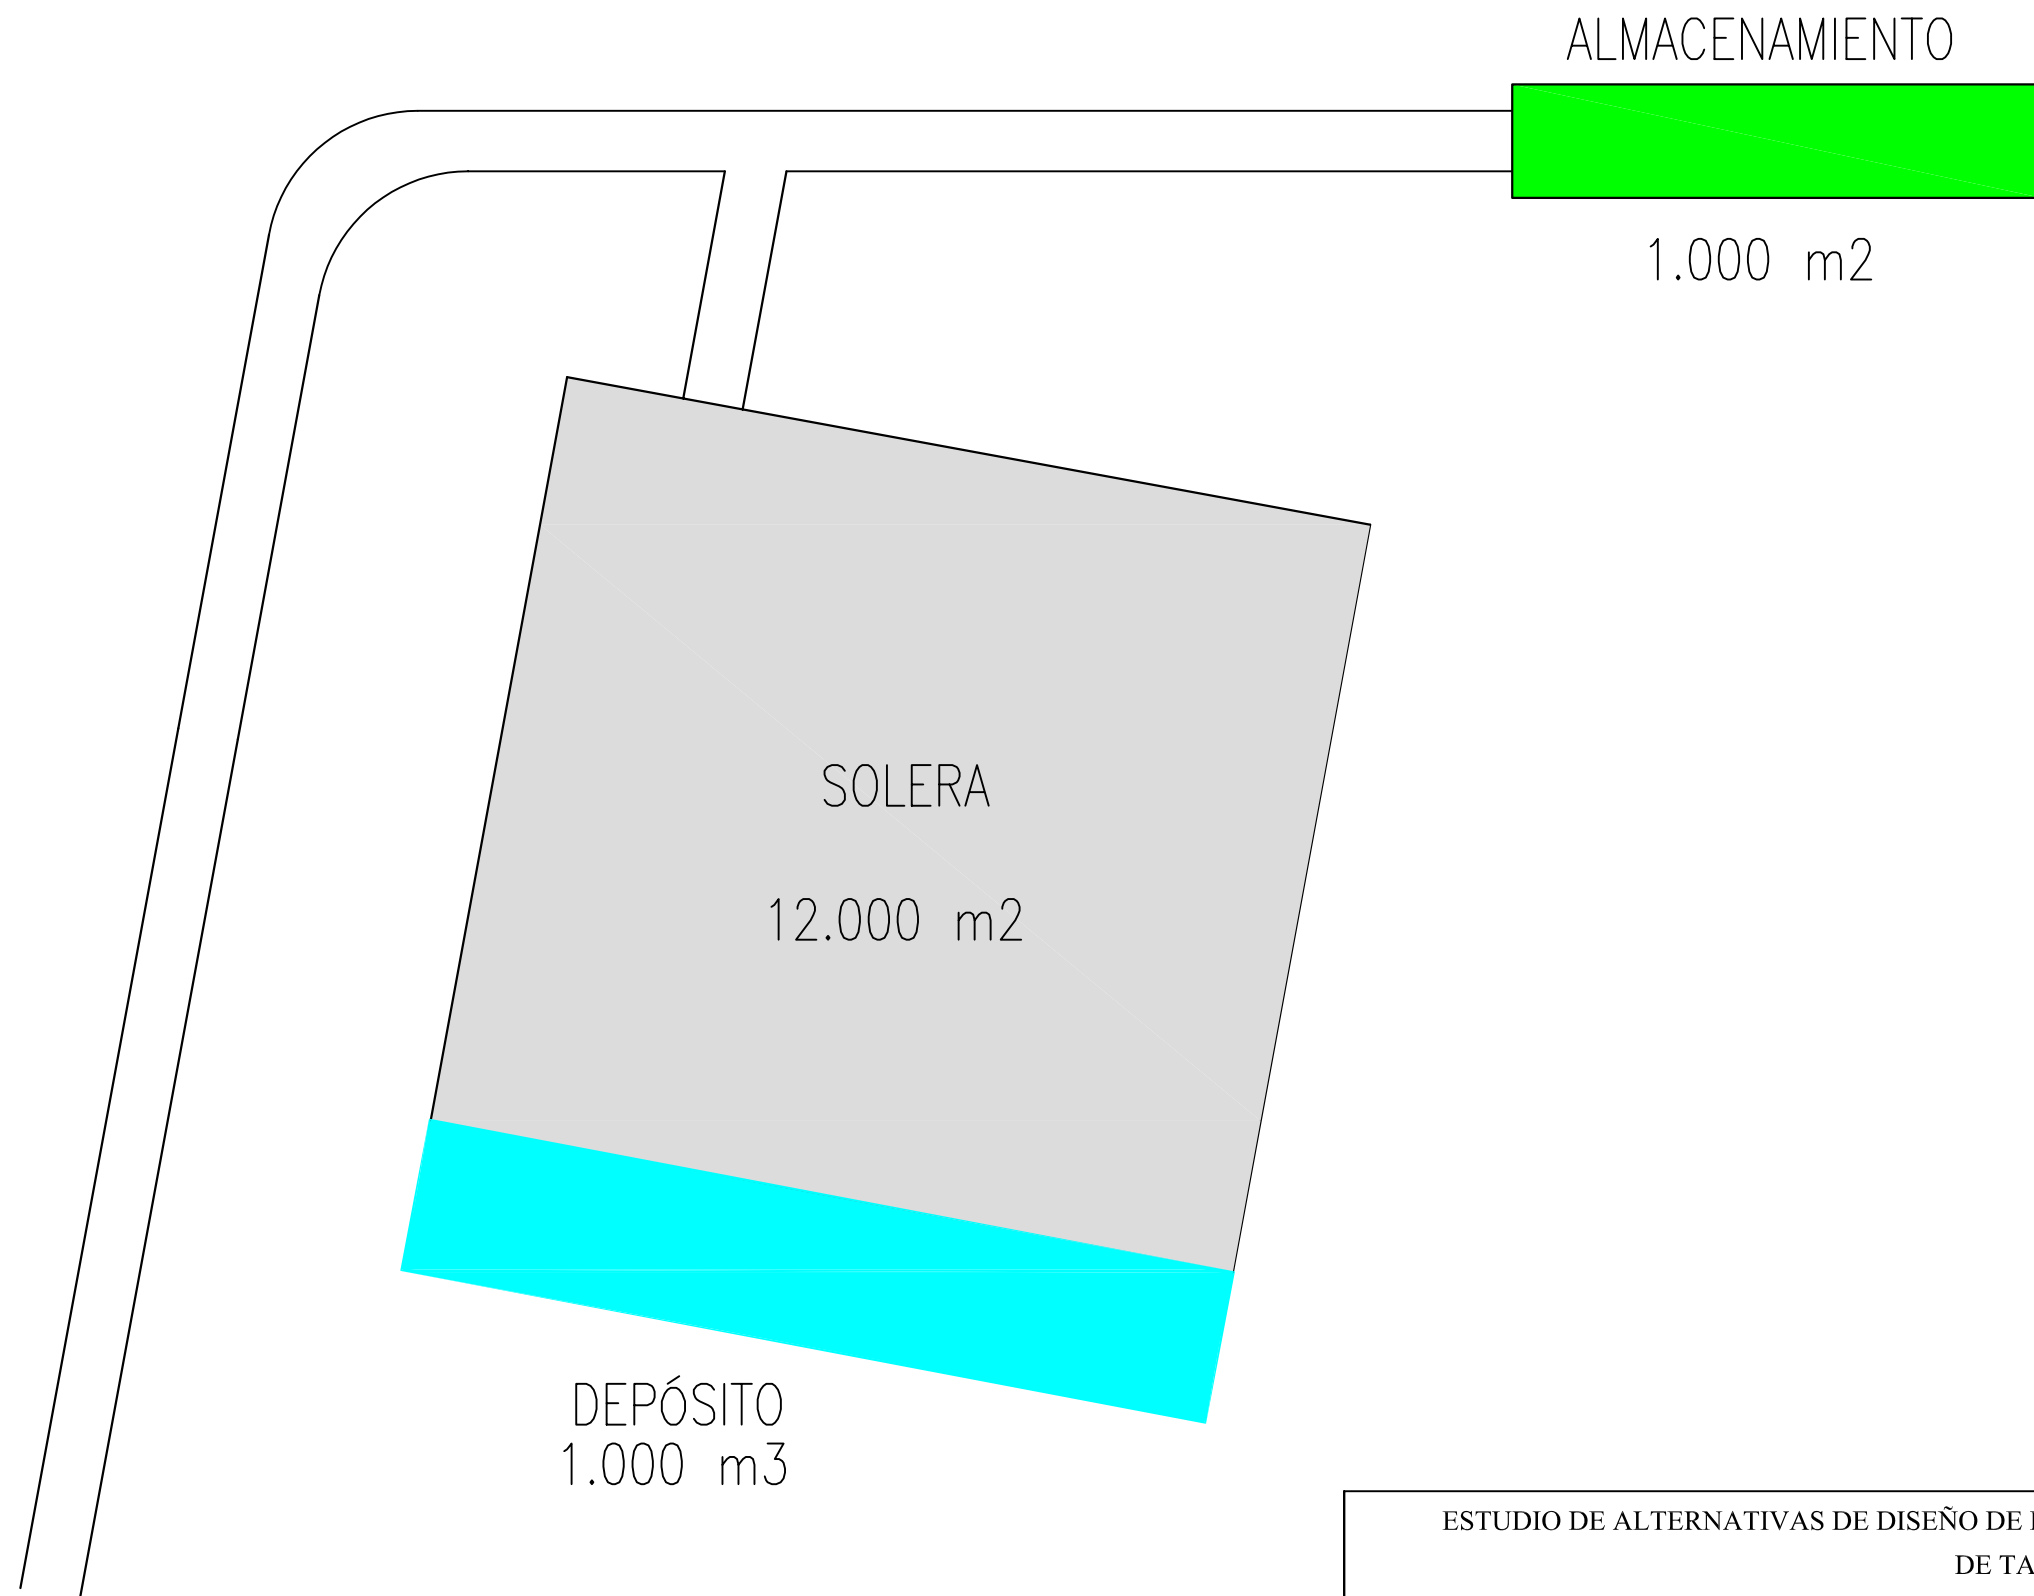 ALMACENAMIENTO
1.000 m2
SOLERA
12.000 m2
DEPÓSITO
1.000 m3
ESTUDIO DE ALTERNATIVAS DE DISEÑO DE
DE